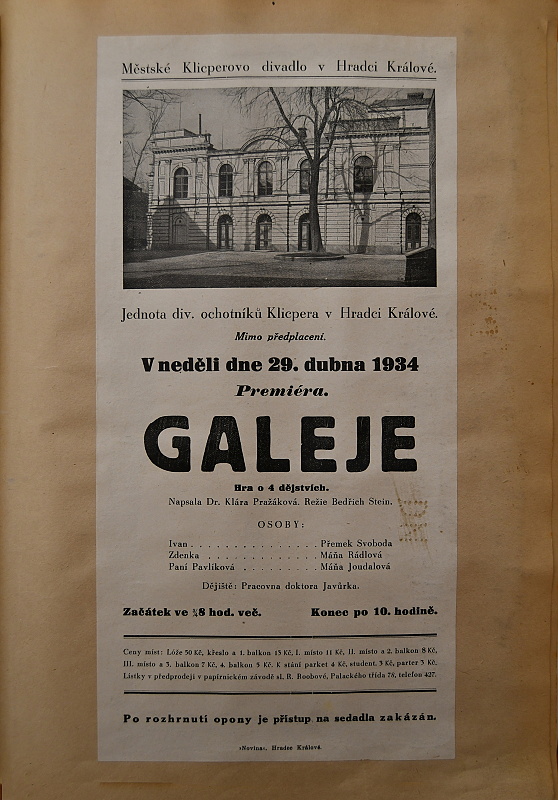 Městské Klicperovo divadlo v Hradci Králové.
Jednota div. ochotníků Klicpera v Hradci Králové.
Mimo předplacení.
V neděli dne 29. dubna 1934
Premiéra.
GALEJE
Hra o 4 dějstvích.
Napsala Dr. Klára Pražáková. Režie Bedřich Stein.
OSOBY:
Ivan . . . . . . . . . . . . . . . . Přemek Svoboda
Zdenka . . . . . . . . . . . . . . Máňa Rádlová
Paní Pavlíková . . . . . . . . . Máňa Joudalová
Dějiště: Pracovna doktora Javůrka.
Začátek ve ½8 hod. več. Konec po 10. hodině.
Ceny míst: Lóže 50 Kč, křeslo a 1. balkon 15 Kč, I. místo 11 Kč, II. místo a 2. balkon 8 Kč,
III. místo a 3. balkon 7 Kč, 4. balkon 5 Kč. K stání parket 4 Kč, student. 3 Kč, parter 3 Kč.
Lístky v předprodeji v papírnickém závodě sl. R. Boobové, Palackého třída 78, telefon 427.
Po rozhrnutí opony je přístup na sedadla zakázán.
»Novina«, Hradec Králové.